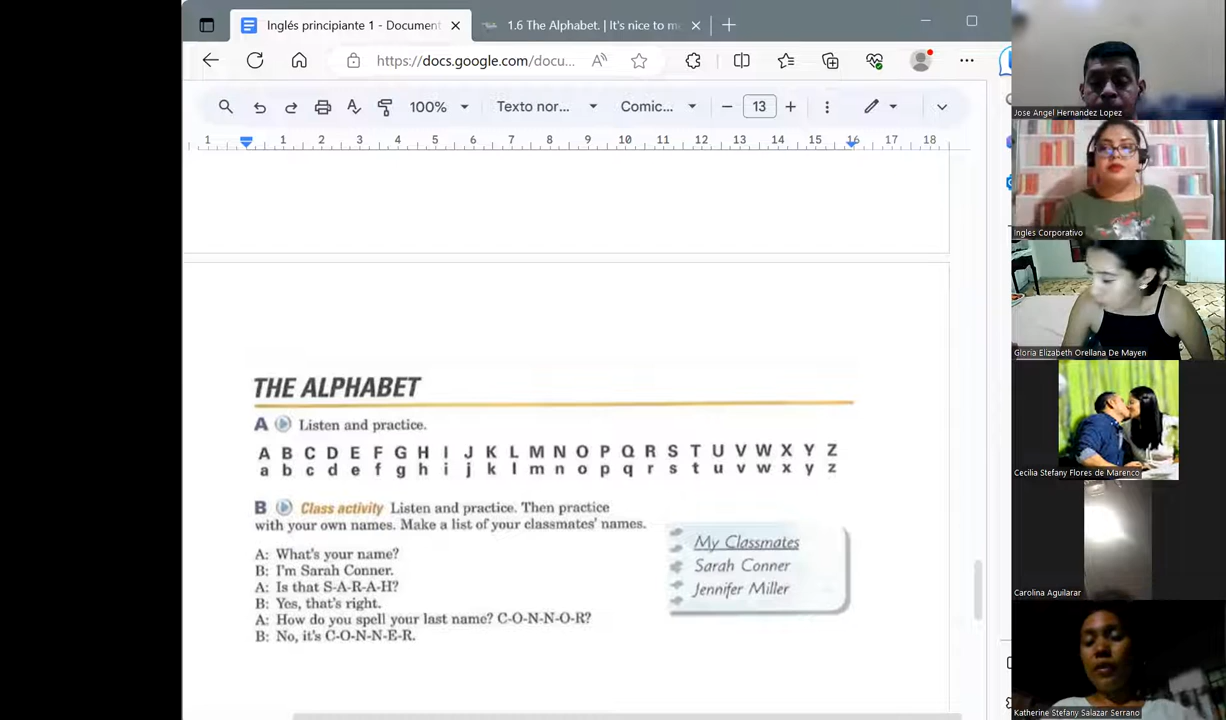 Inglés principiante 1 - Document
1.6 The Alphabet. | It's nice to me
https://docs.google.com/docu...
100%
Texto nor...
Comic...
13
1 1 2 3 4 5 6 7 8 9 10 11 12 13 14 15 16 17 18
THE ALPHABET
A Listen and practice.
A B C D E F G H I J K L M N O P Q R S T U V W X Y Z
a b c d e f g h i j k l m n o p q r s t u v w x y z
B Class activity Listen and practice. Then practice
with your own names. Make a list of your classmates' names.
A: What's your name?
B: I'm Sarah Conner.
A: Is that S-A-R-A-H?
B: Yes, that's right.
A: How do you spell your last name? C-O-N-N-O-R?
B: No, it's C-O-N-N-E-R.
My Classmates
Sarah Conner
Jennifer Miller
Jose Angel Hernandez Lopez
Ingles Corporativo
Gloria Elizabeth Orellana De Mayen
Cecilia Stefany Flores de Marenco
Carolina Aguilarar
Katherine Stefany Salazar Serrano